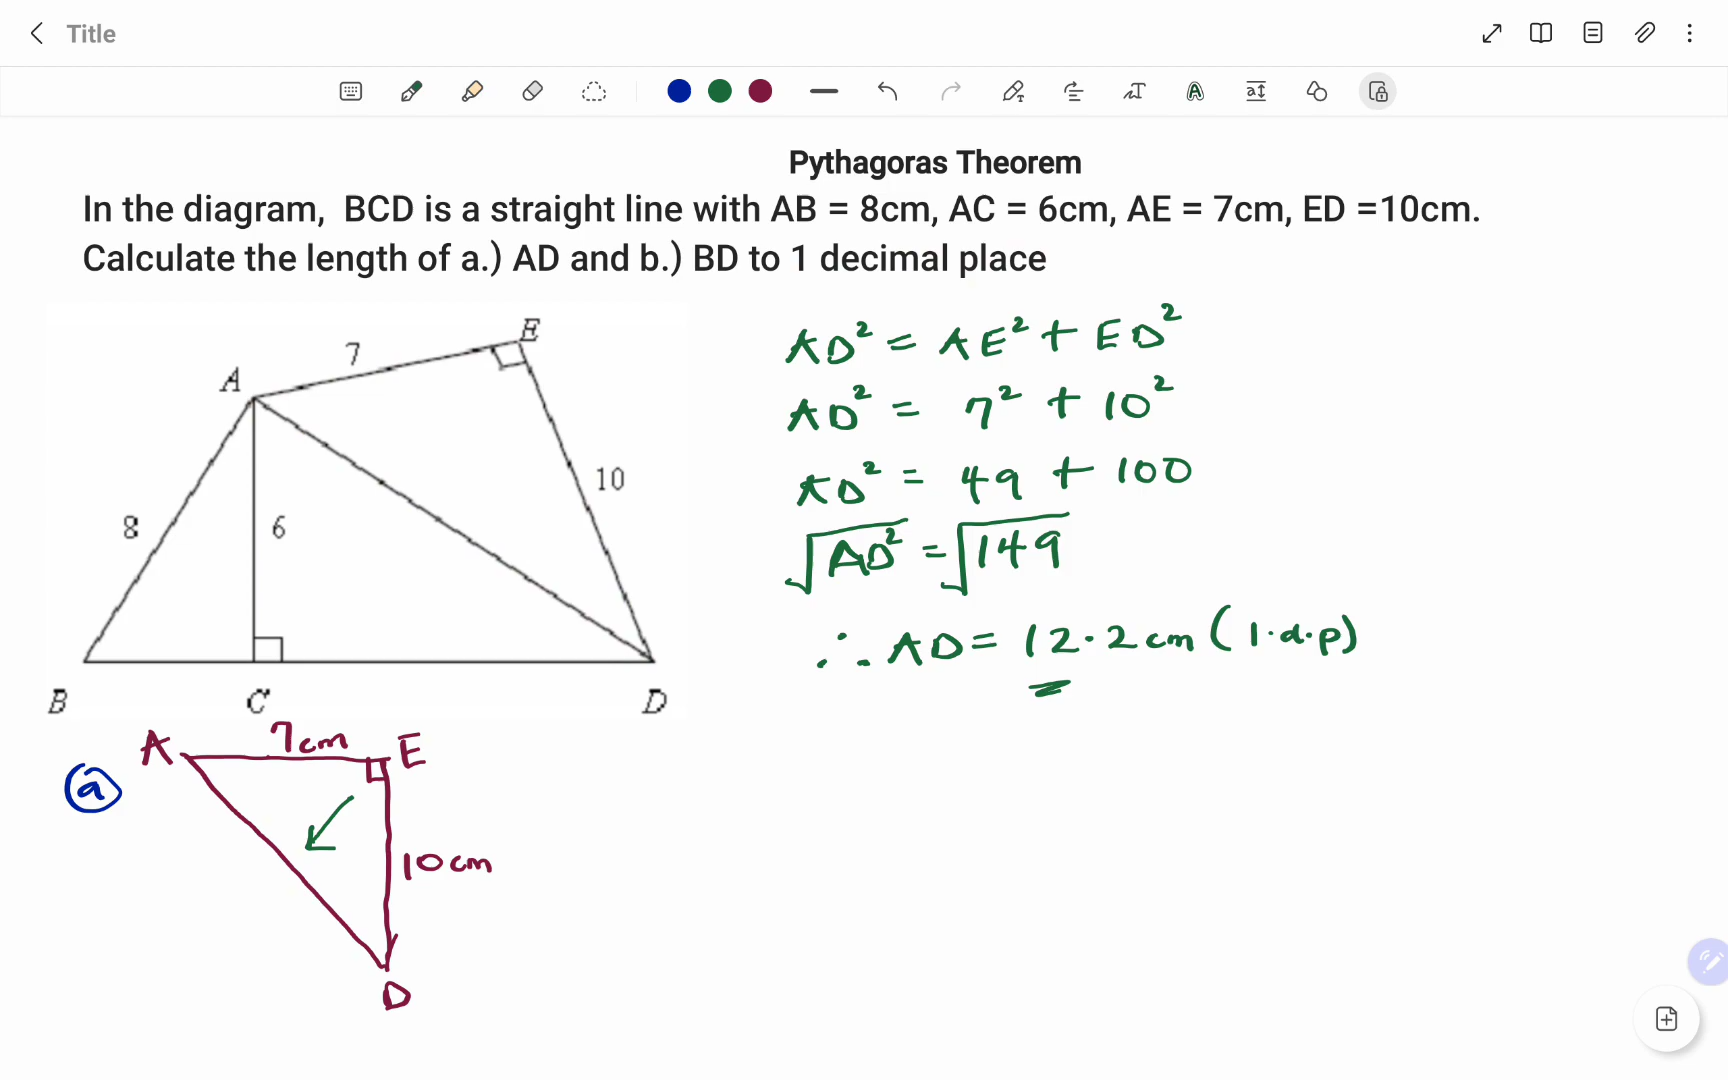 Title
Pythagoras Theorem
In the diagram, BCD is a straight line with AB = 8cm, AC = 6cm, AE = 7cm, ED =10cm.
Calculate the length of a.) AD and b.) BD to 1 decimal place
E
7
A
10
8
6
B
C
D
AD² = AE² + ED²
AD² = 7² + 10²
AD² = 49 + 100
√AD² = √149
∴ AD = 12.2cm (1.d.p)
a
A
7cm
E
10cm
D